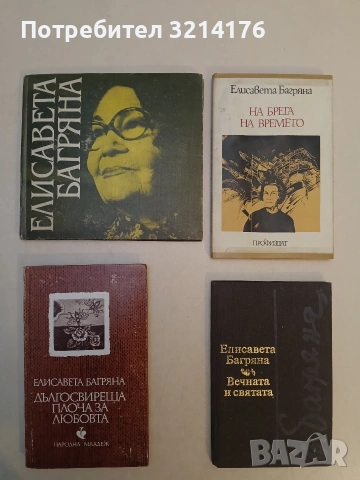 Потребител 3214176
ЕЛИСАВЕТА
БАГРЯНА
Елисавета Багряна
НА БРЕГА
НА ВРЕМЕТО
ПРОФИЗДАТ
ЕЛИСАВЕТА БАГРЯНА
ДЪЛГОСВИРЕЩА
ПЛОЧА ЗА
ЛЮБОВТА
НАРОДНА МЛАДЕЖ
Елисавета
Багряна
Вечната
и святата
BAZAR